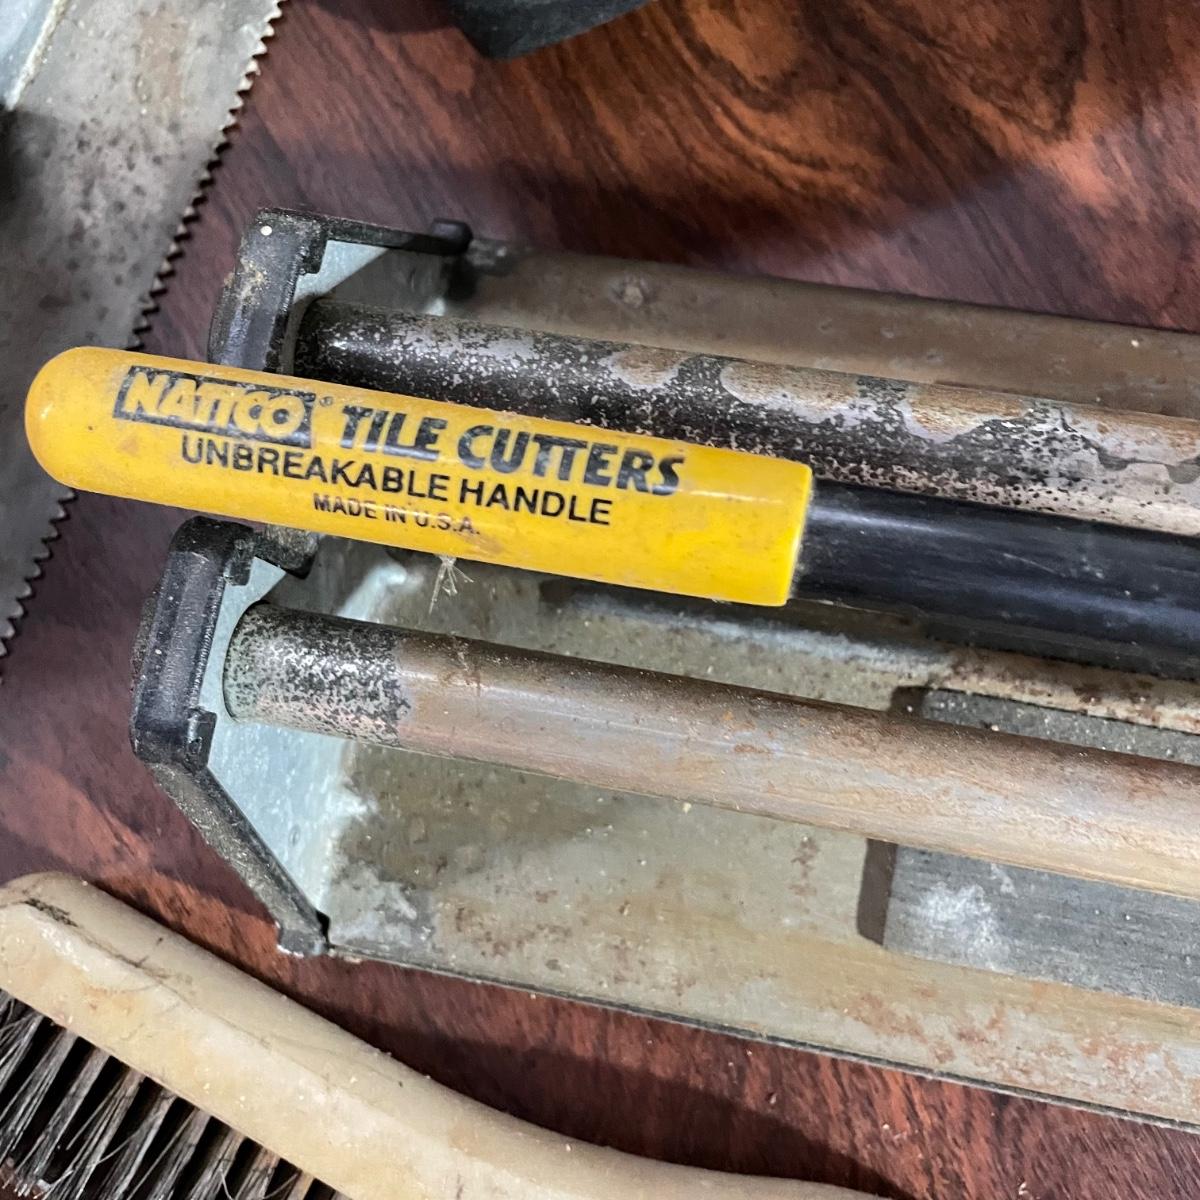 NATTCO® TILE CUTTERS
UNBREAKABLE HANDLE
MADE IN U.S.A.